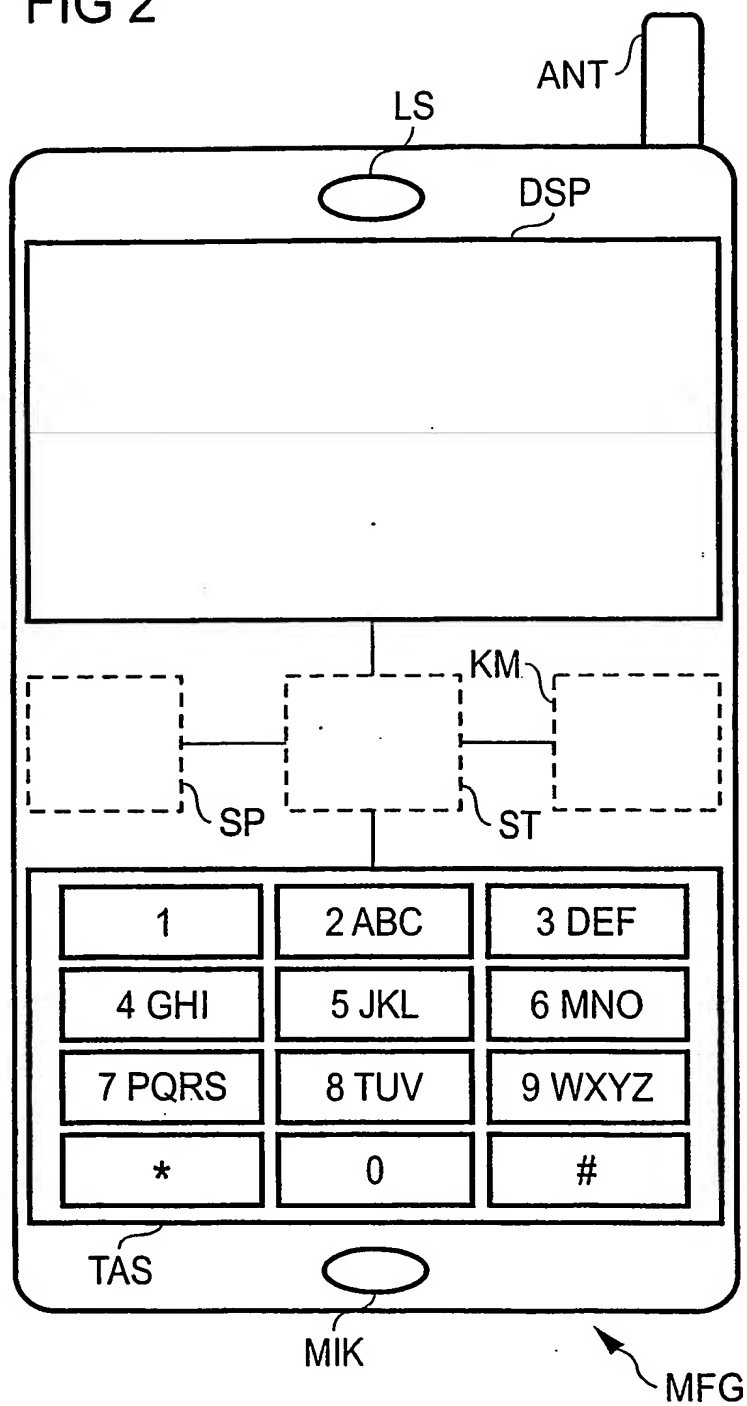 FIG 2
ANT
LS
DSP
KM
SP
ST
1
2 ABC
3 DEF
4 GHI
5 JKL
6 MNO
7 PQRS
8 TUV
9 WXYZ
*
0
#
TAS
MIK
MFG